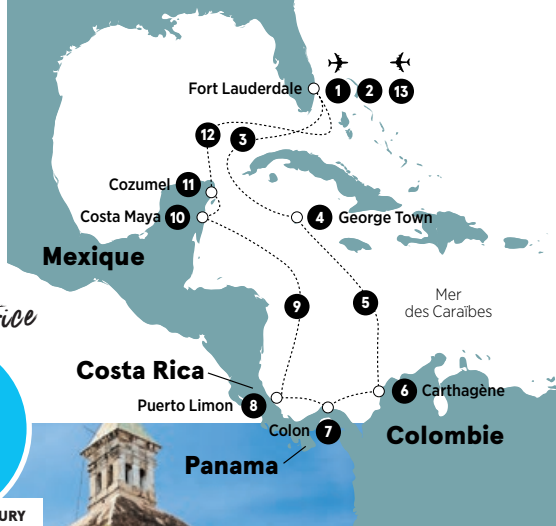 Fort Lauderdale 1 2 13
12 3
Cozumel 11
Costa Maya 10
4 George Town
Mexique
9
5
Mer
des Caraïbes
Costa Rica
Puerto Limon 8
6 Carthagène
Colon 7
Colombie
Panama